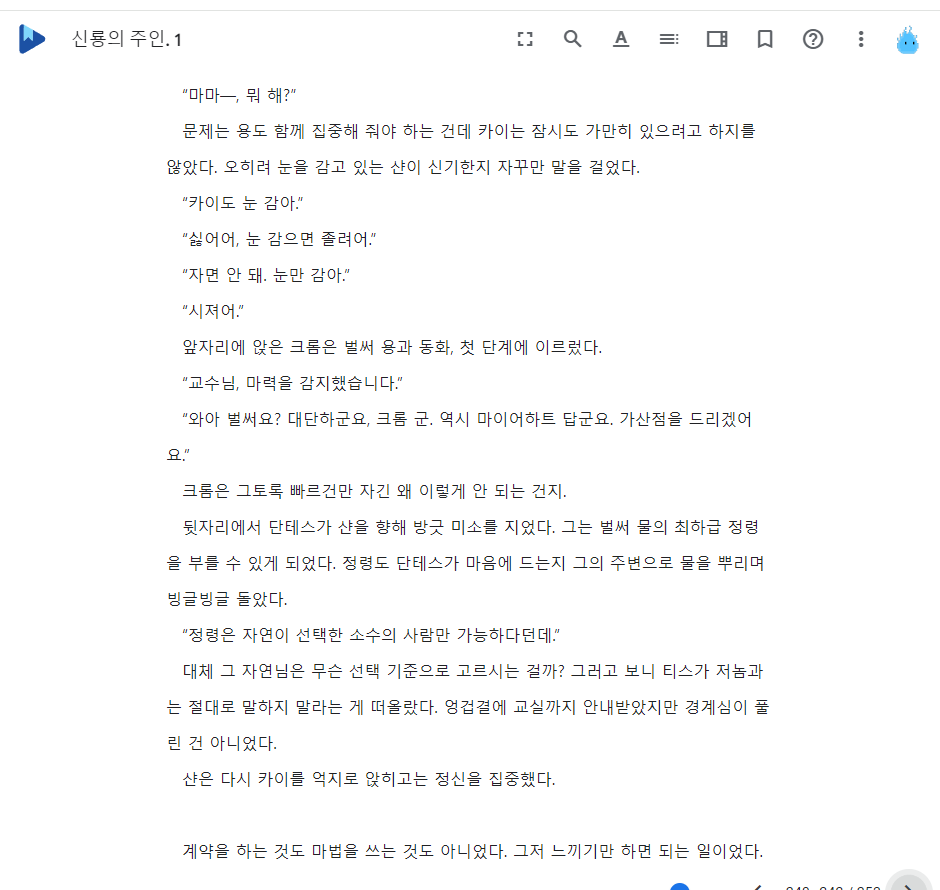 신룡의 주인. 1
“마마―, 뭐 해?”
문제는 용도 함께 집중해 줘야 하는 건데 카이는 잠시도 가만히 있으려고 하지를
않았다. 오히려 눈을 감고 있는 샨이 신기한지 자꾸만 말을 걸었다.
“카이도 눈 감아.”
“싫어어, 눈 감으면 졸려어.”
“자면 안 돼. 눈만 감아.”
“시져어.”
앞자리에 앉은 크롬은 벌써 용과 동화, 첫 단계에 이르렀다.
“교수님, 마력을 감지했습니다.”
“와아 벌써요? 대단하군요, 크롬 군. 역시 마이어하트 답군요. 가산점을 드리겠어
요.”
크롬은 그토록 빠르건만 자긴 왜 이렇게 안 되는 건지.
뒷자리에서 단테스가 샨을 향해 방긋 미소를 지었다. 그는 벌써 물의 최하급 정령
을 부를 수 있게 되었다. 정령도 단테스가 마음에 드는지 그의 주변으로 물을 뿌리며
빙글빙글 돌았다.
“정령은 자연이 선택한 소수의 사람만 가능하다던데.”
대체 그 자연님은 무슨 선택 기준으로 고르시는 걸까? 그러고 보니 티스가 저놈과
는 절대로 말하지 말라는 게 떠올랐다. 엉겁결에 교실까지 안내받았지만 경계심이 풀
린 건 아니었다.
샨은 다시 카이를 억지로 앉히고는 정신을 집중했다.
계약을 하는 것도 마법을 쓰는 것도 아니었다. 그저 느끼기만 하면 되는 일이었다.